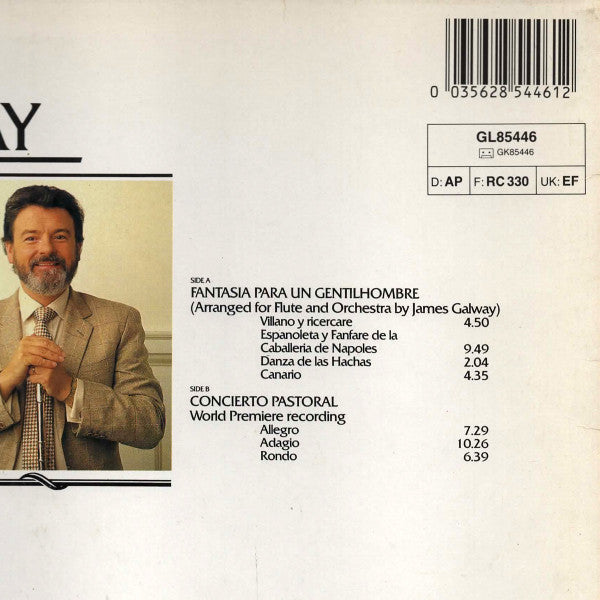 0 035628 544612
AY
GL85446
GK85446
D: AP F: RC 330 UK: EF
SIDE A
FANTASIA PARA UN GENTILHOMBRE
(Arranged for Flute and Orchestra by James Galway)
Villano y ricercare 4.50
Espanoleta y Fanfare de la
Caballeria de Napoles 9.49
Danza de las Hachas 2.04
Canario 4.35
SIDE B
CONCIERTO PASTORAL
World Premiere recording
Allegro 7.29
Adagio 10.26
Rondo 6.39